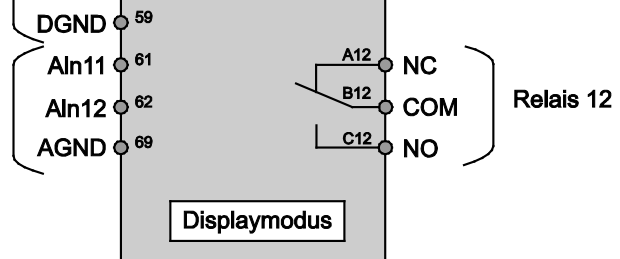 DGND 59
AIn11 61
AIn12 62
AGND 69
A12 NC
B12 COM
C12 NO
Relais 12
Displaymodus